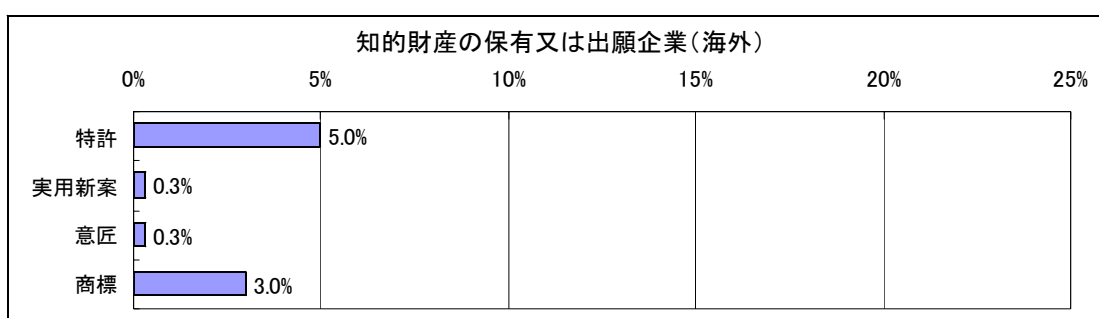 知的財産の保有又は出願企業（海外）
0% 5% 10% 15% 20% 25%
特許 5.0%
実用新案 0.3%
意匠 0.3%
商標 3.0%